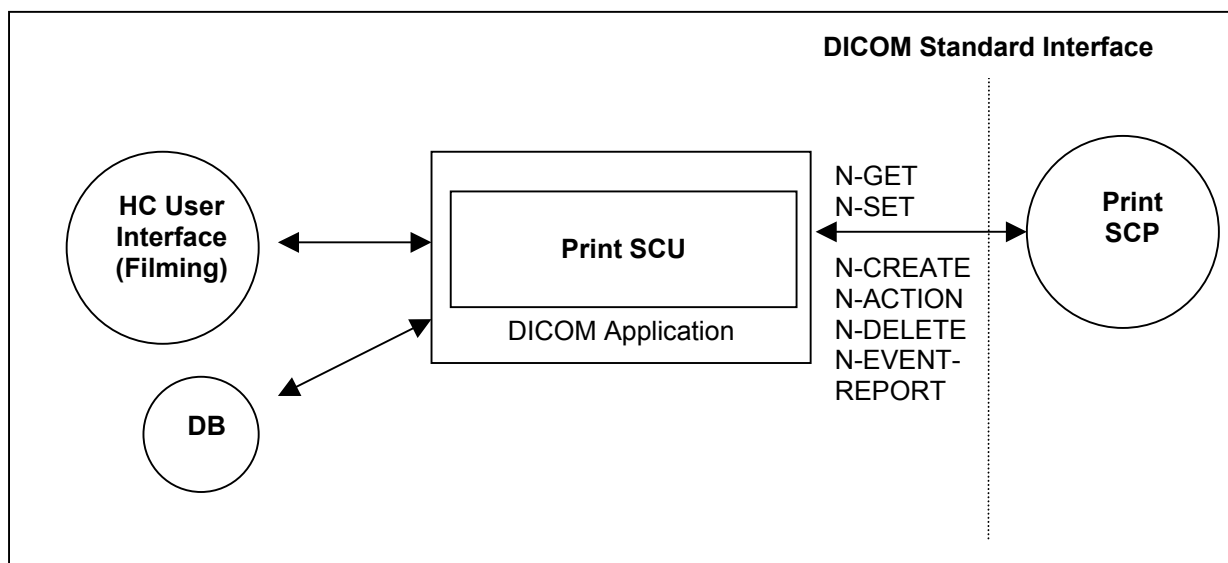 DICOM Standard Interface
HC User
Interface
(Filming)
DB
Print SCU
DICOM Application
N-GET
N-SET
N-CREATE
N-ACTION
N-DELETE
N-EVENT-
REPORT
Print
SCP